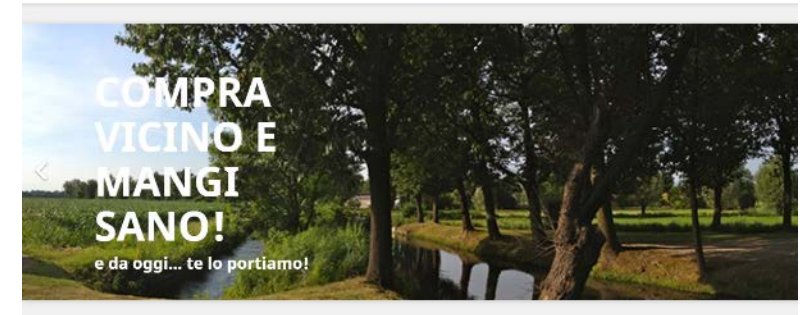 COMPRA
VICINO E
MANGI
SANO!
e da oggi... te lo portiamo!